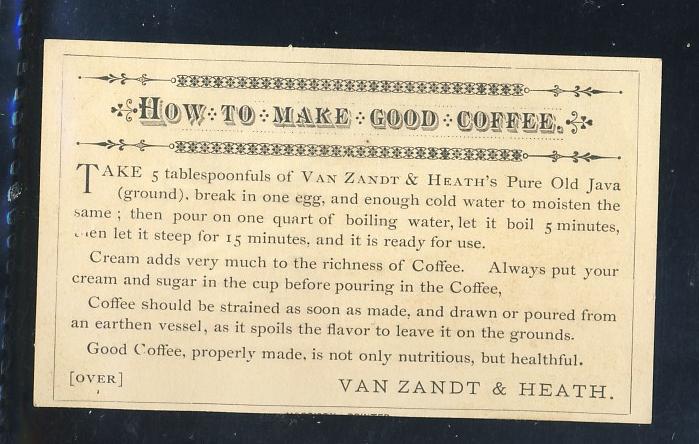 HOW TO MAKE GOOD COFFEE.
TAKE 5 tablespoonfuls of VAN ZANDT & HEATH'S Pure Old Java
(ground), break in one egg, and enough cold water to moisten the
same ; then pour on one quart of boiling water, let it boil 5 minutes,
then let it steep for 15 minutes, and it is ready for use.
Cream adds very much to the richness of Coffee. Always put your
cream and sugar in the cup before pouring in the Coffee,
Coffee should be strained as soon as made, and drawn or poured from
an earthen vessel, as it spoils the flavor to leave it on the grounds.
Good Coffee, properly made, is not only nutritious, but healthful.
[OVER]
VAN ZANDT & HEATH.